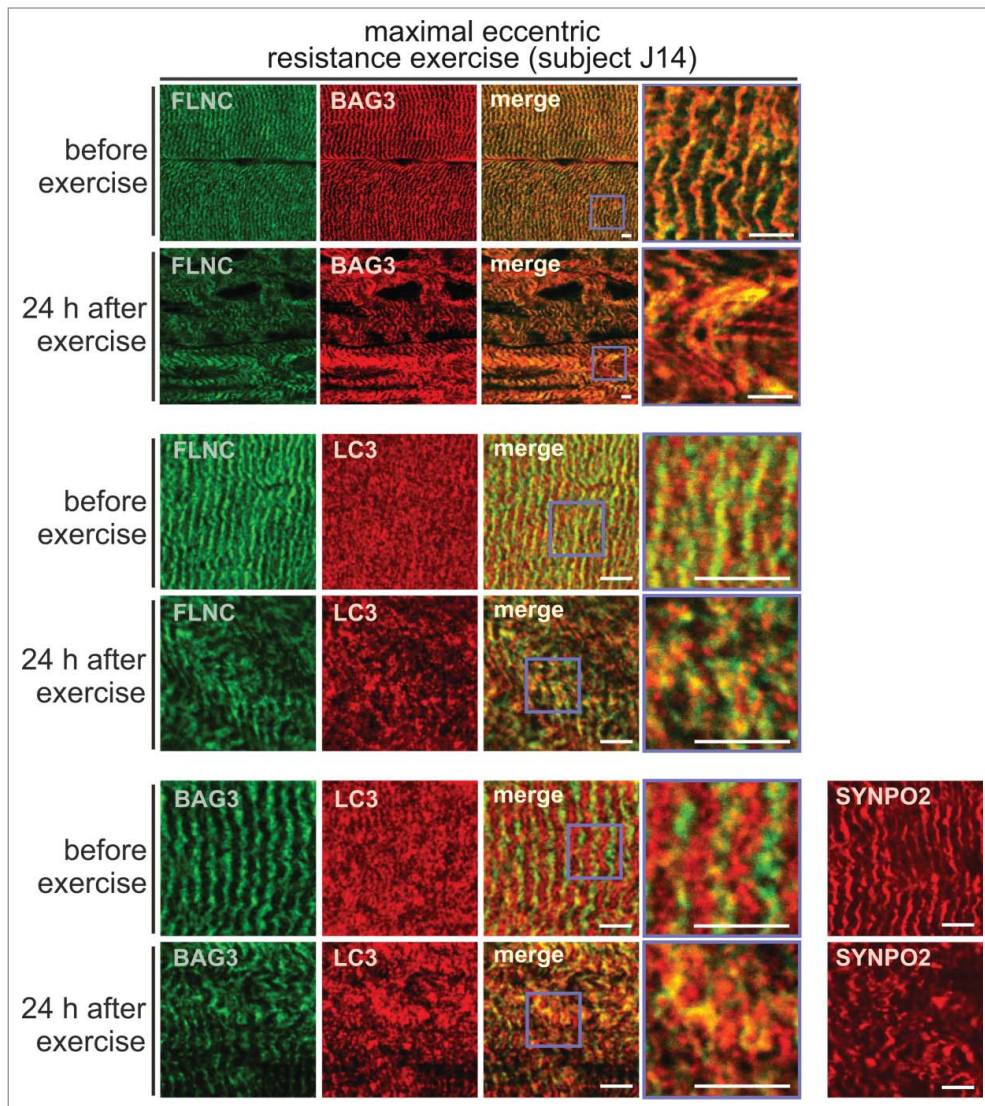 maximal eccentric
resistance exercise (subject J14)
before
exercise
FLNC
BAG3
merge
24 h after
exercise
FLNC
BAG3
merge
before
exercise
FLNC
LC3
merge
24 h after
exercise
FLNC
LC3
merge
before
exercise
BAG3
LC3
merge
SYNPO2
24 h after
exercise
BAG3
LC3
merge
SYNPO2